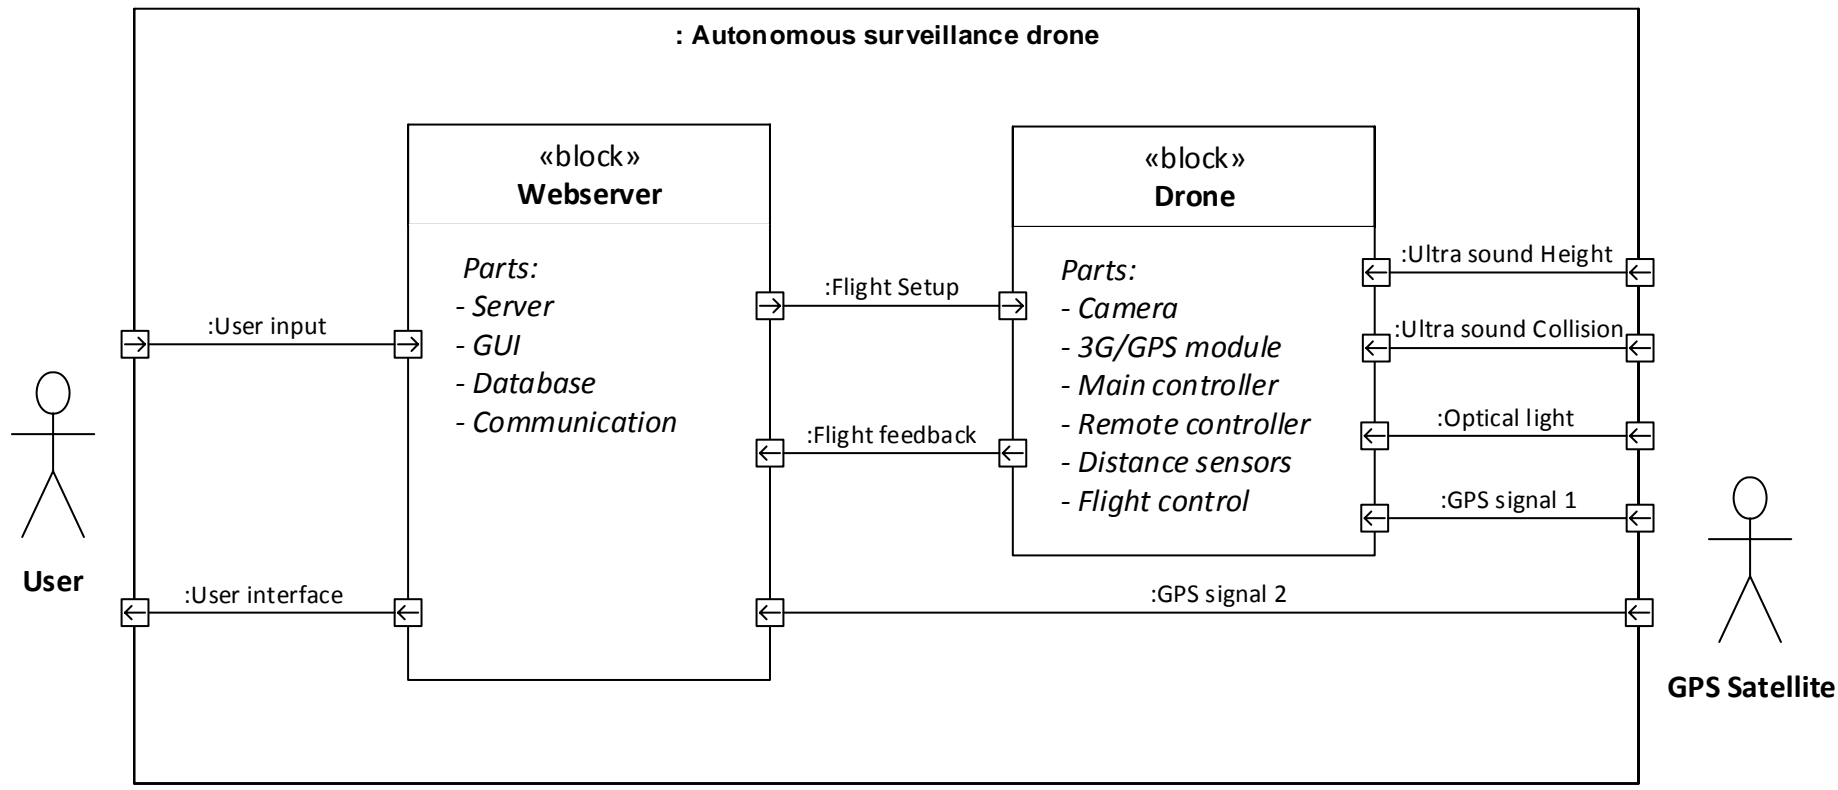 : Autonomous surveillance drone
«block»
Webserver
Parts:
- Server
- GUI
- Database
- Communication
«block»
Drone
Parts:
- Camera
- 3G/GPS module
- Main controller
- Remote controller
- Distance sensors
- Flight control
:User input
:User interface
:Flight Setup
:Flight feedback
:Ultra sound Height
:Ultra sound Collision
:Optical light
:GPS signal 1
:GPS signal 2
User
GPS Satellite